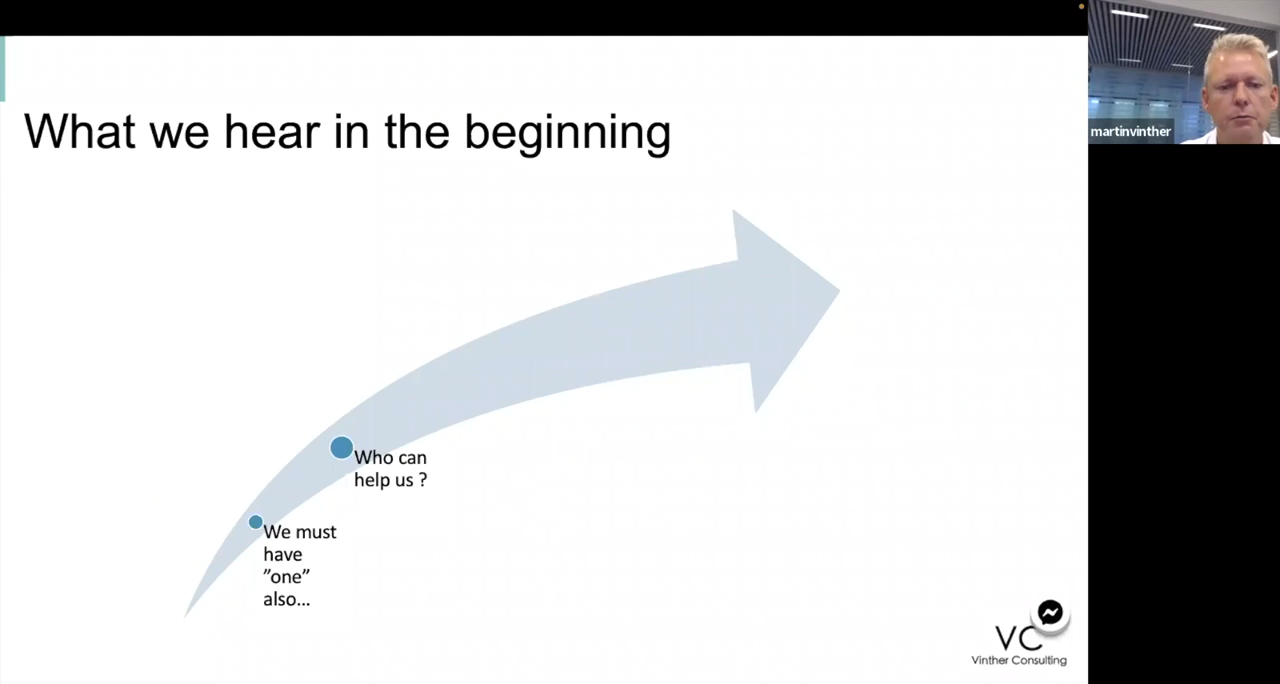 What we hear in the beginning
martinvinther
Who can
help us ?
We must
have
”one”
also...
VC
Vinther Consulting